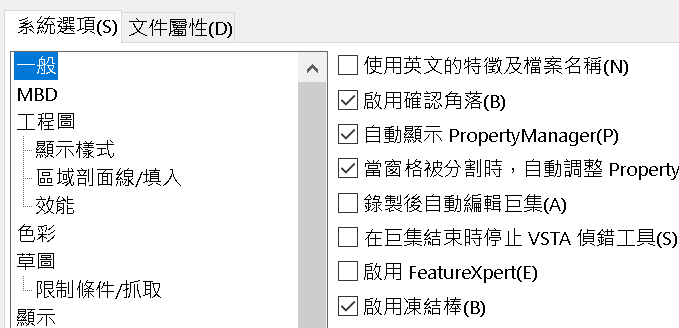 系統選項(S)
文件屬性(D)
一般
MBD
工程圖
顯示樣式
區域剖面線/填入
效能
色彩
草圖
限制條件/抓取
顯示
使用英文的特徵及檔案名稱(N)
啟用確認角落(B)
自動顯示 PropertyManager(P)
當窗格被分割時，自動調整 Property
錄製後自動編輯巨集(A)
在巨集結束時停止 VSTA 偵錯工具(S)
啟用 FeatureXpert(E)
啟用凍結棒(B)